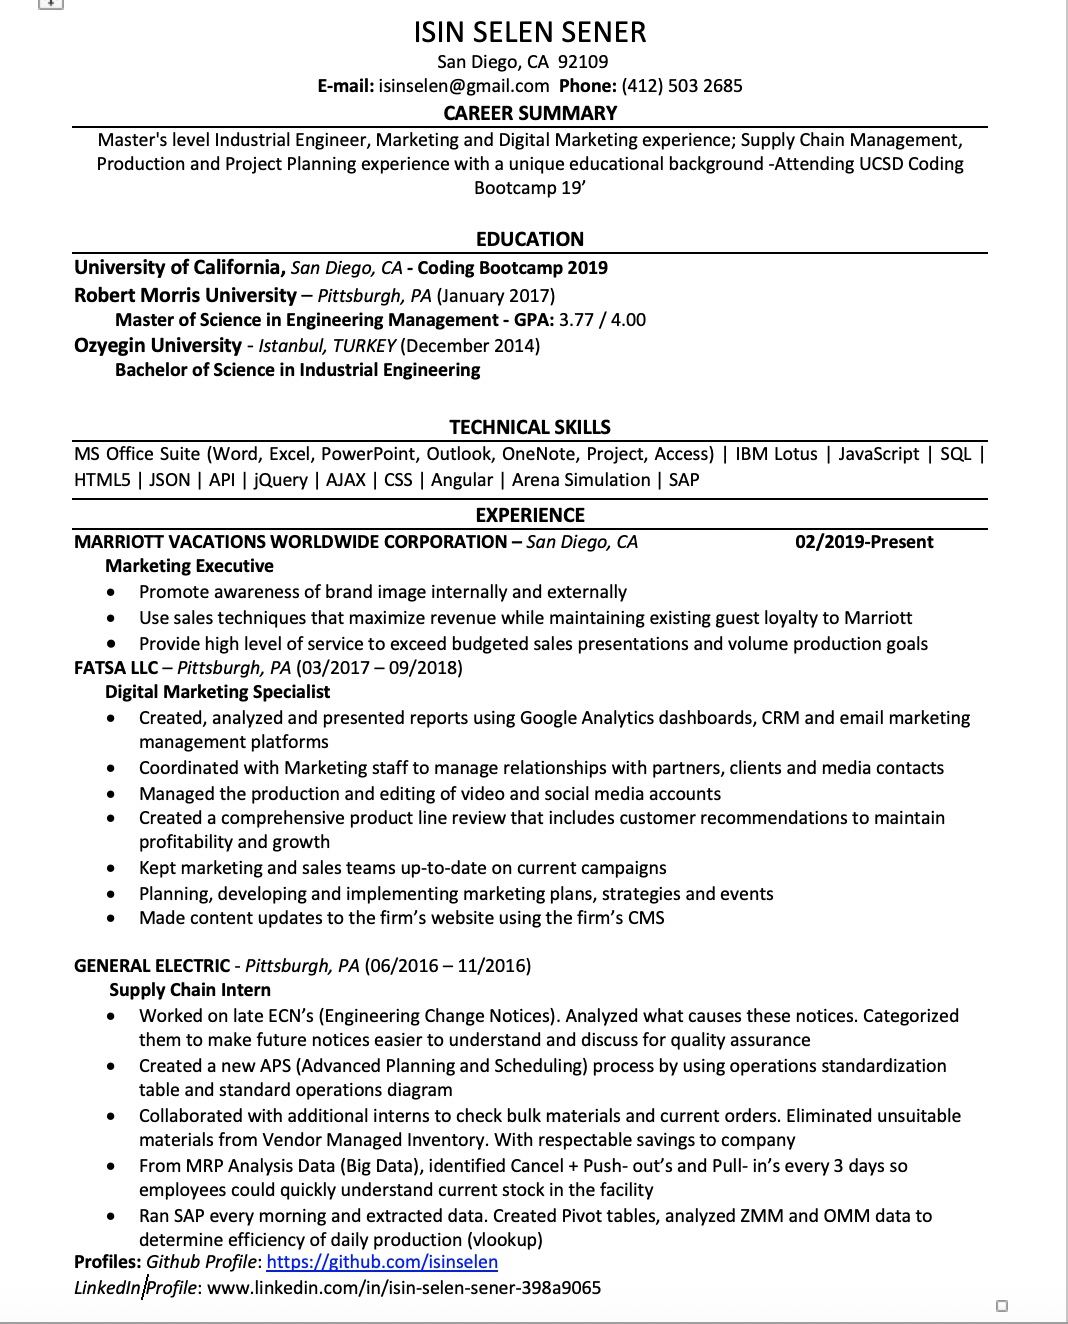 ISIN SELEN SENER
San Diego, CA 92109
E-mail: isinselen@gmail.com Phone: (412) 503 2685
CAREER SUMMARY
Master's level Industrial Engineer, Marketing and Digital Marketing experience; Supply Chain Management,
Production and Project Planning experience with a unique educational background -Attending UCSD Coding
Bootcamp 19’
EDUCATION
University of California, San Diego, CA - Coding Bootcamp 2019
Robert Morris University – Pittsburgh, PA (January 2017)
Master of Science in Engineering Management - GPA: 3.77 / 4.00
Ozyegin University - Istanbul, TURKEY (December 2014)
Bachelor of Science in Industrial Engineering
TECHNICAL SKILLS
MS Office Suite (Word, Excel, PowerPoint, Outlook, OneNote, Project, Access) | IBM Lotus | JavaScript | SQL |
HTML5 | JSON | API | jQuery | AJAX | CSS | Angular | Arena Simulation | SAP
EXPERIENCE
MARRIOTT VACATIONS WORLDWIDE CORPORATION – San Diego, CA 02/2019-Present
Marketing Executive
• Promote awareness of brand image internally and externally
• Use sales techniques that maximize revenue while maintaining existing guest loyalty to Marriott
• Provide high level of service to exceed budgeted sales presentations and volume production goals
FATSA LLC – Pittsburgh, PA (03/2017 – 09/2018)
Digital Marketing Specialist
• Created, analyzed and presented reports using Google Analytics dashboards, CRM and email marketing
management platforms
• Coordinated with Marketing staff to manage relationships with partners, clients and media contacts
• Managed the production and editing of video and social media accounts
• Created a comprehensive product line review that includes customer recommendations to maintain
profitability and growth
• Kept marketing and sales teams up-to-date on current campaigns
• Planning, developing and implementing marketing plans, strategies and events
• Made content updates to the firm’s website using the firm’s CMS
GENERAL ELECTRIC - Pittsburgh, PA (06/2016 – 11/2016)
Supply Chain Intern
• Worked on late ECN’s (Engineering Change Notices). Analyzed what causes these notices. Categorized
them to make future notices easier to understand and discuss for quality assurance
• Created a new APS (Advanced Planning and Scheduling) process by using operations standardization
table and standard operations diagram
• Collaborated with additional interns to check bulk materials and current orders. Eliminated unsuitable
materials from Vendor Managed Inventory. With respectable savings to company
• From MRP Analysis Data (Big Data), identified Cancel + Push- out’s and Pull- in’s every 3 days so
employees could quickly understand current stock in the facility
• Ran SAP every morning and extracted data. Created Pivot tables, analyzed ZMM and OMM data to
determine efficiency of daily production (vlookup)
Profiles: Github Profile: https://github.com/isinselen
LinkedIn Profile: www.linkedin.com/in/isin-selen-sener-398a9065